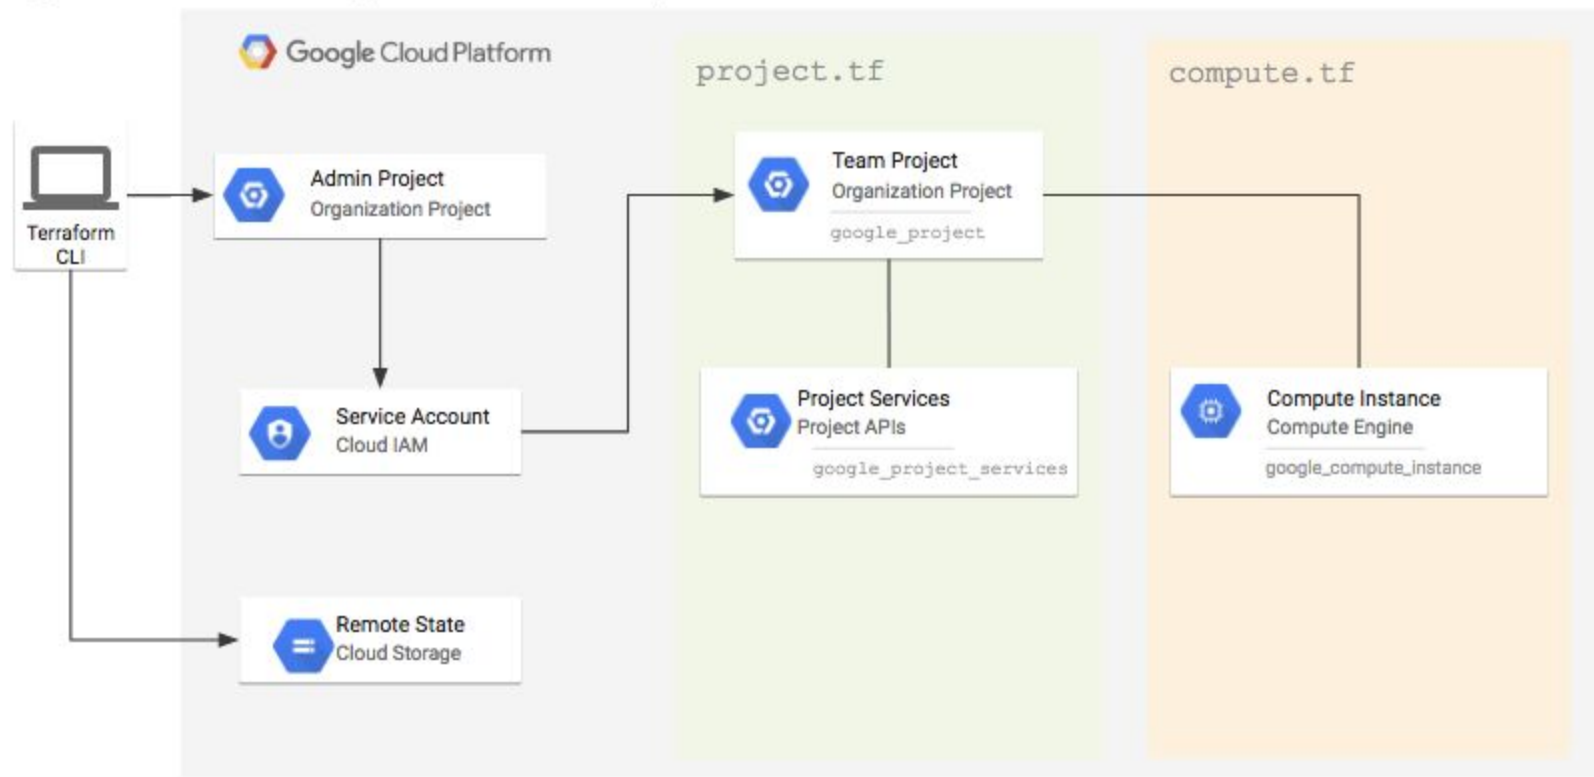 Google Cloud Platform
project.tf
compute.tf
Terraform
CLI
Admin Project
Organization Project
Team Project
Organization Project
google_project
Service Account
Cloud IAM
Project Services
Project APIs
google_project_services
Compute Instance
Compute Engine
google_compute_instance
Remote State
Cloud Storage